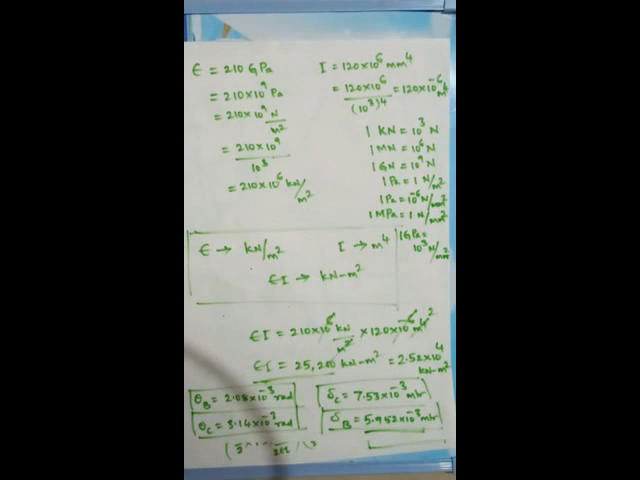 E = 210 GPa
= 210×10⁹ Pa
= 210×10⁹ N/m²
= 210×10⁹/10³
= 210×10⁶ kN/m²
I = 120×10⁶ mm⁴
= 120×10⁶/(10³)4 = 120×10⁻⁶ m⁴
1 KN = 10³ N
1 MN = 10⁶ N
1 GN = 10⁹ N
1 Pa = 1 N/m²
1 Pa = 10⁻⁶ N/mm²
1 MPa = 1 N/mm²
1 GPa =
10³ N/mm²
E → kN/m² I → m⁴
EI → kN-m²
EI = 210×10⁶ kN/m² × 120×10⁻⁶ m⁴ 2
EI = 25,200 kN-m² = 2.52×10⁴
kN-m²
θB = 2.08×10⁻³ rad δC = 7.53×10⁻³ mtr
θC = 3.14×10⁻³ rad δB = 5.952×10⁻³ mtr